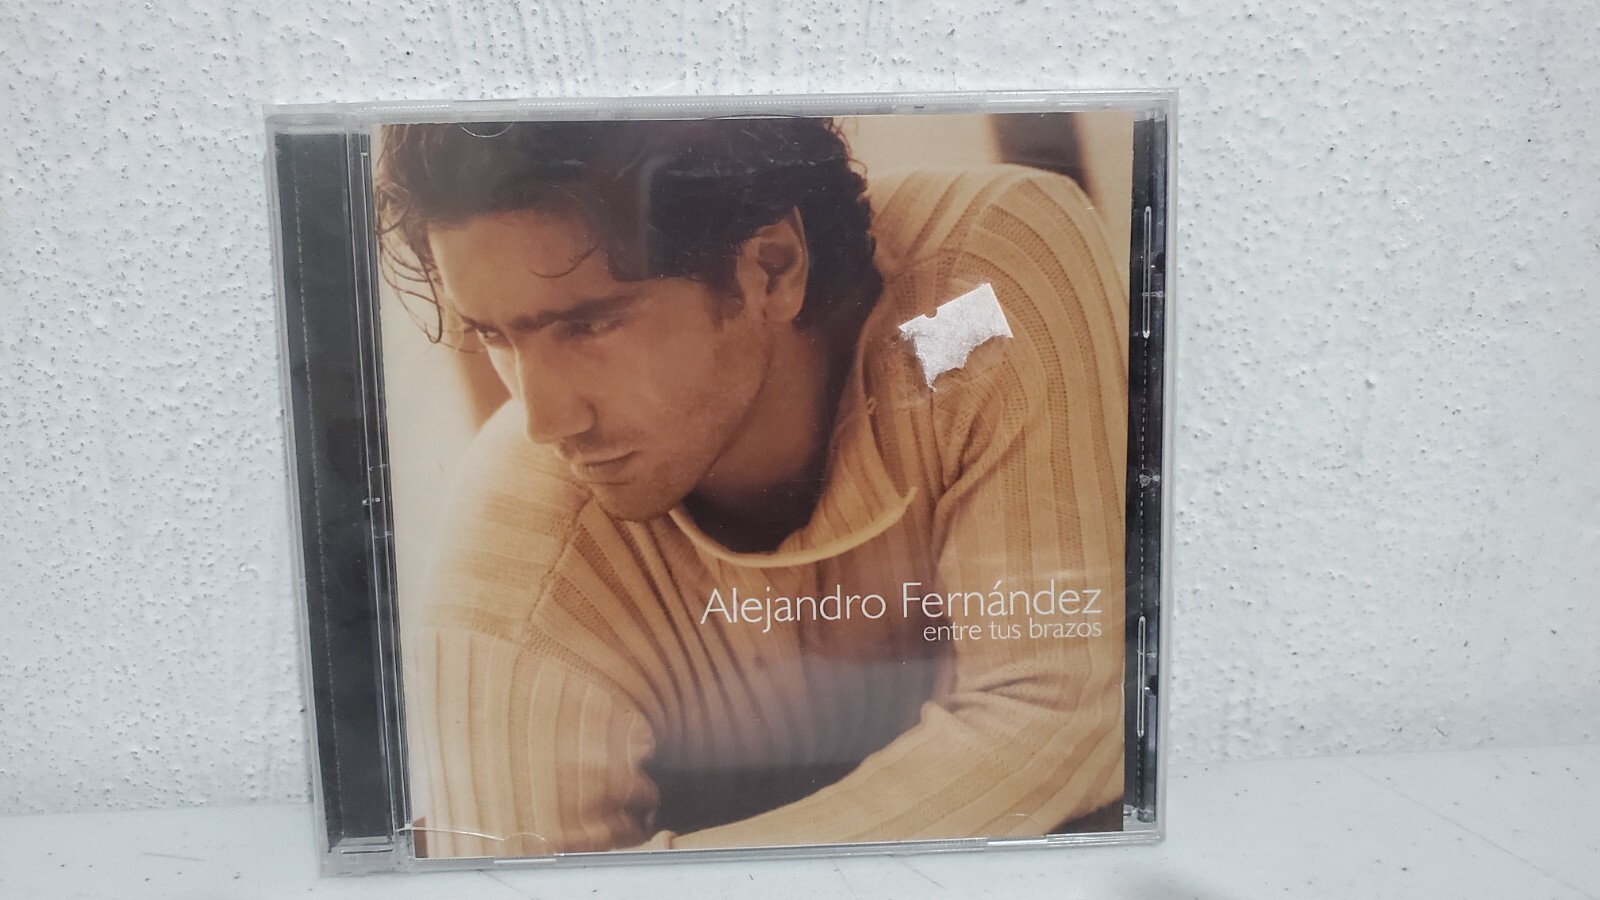 Alejandro Fernández
entre tus brazos